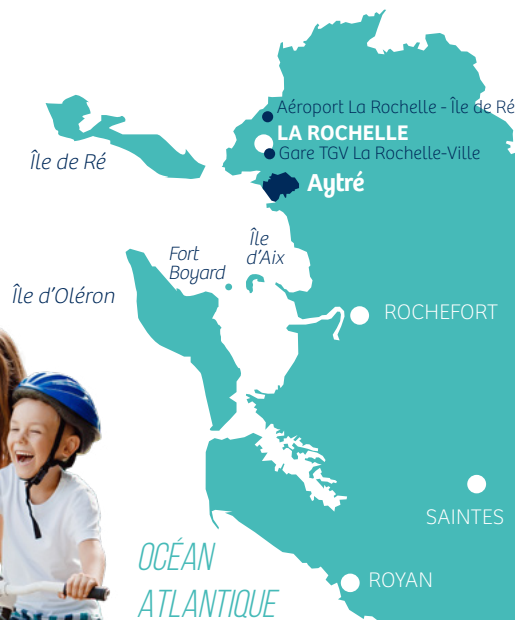 Aéroport La Rochelle - Île de Ré
LA ROCHELLE
Gare TGV La Rochelle-Ville
Île de Ré
Aytré
Île
d'Aix
Fort
Boyard
Île d'Oléron
ROCHEFORT
SAINTES
OCÉAN
ATLANTIQUE
ROYAN